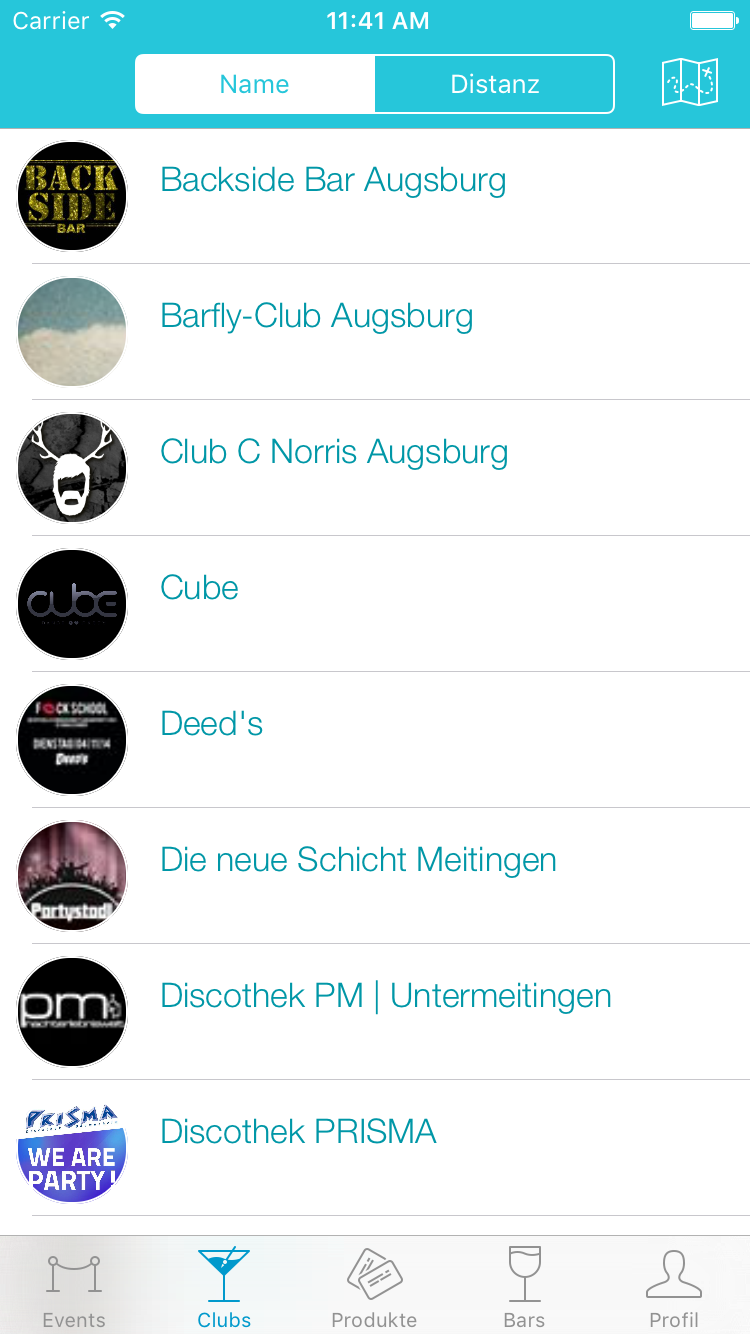 Carrier 11:41 AM
Name Distanz
BACK
SIDE
BAR
Backside Bar Augsburg
Barfly-Club Augsburg
Club C Norris Augsburg
cube
Cube
F CK SCHOOL
DIENSTAG 04|11|14
Deed's
Deed's
Partystadl
Die neue Schicht Meitingen
pm
nachterlebniswelt
Discothek PM | Untermeitingen
PRISMA
WE ARE
PARTY!
Discothek PRISMA
Events Clubs Produkte Bars Profil